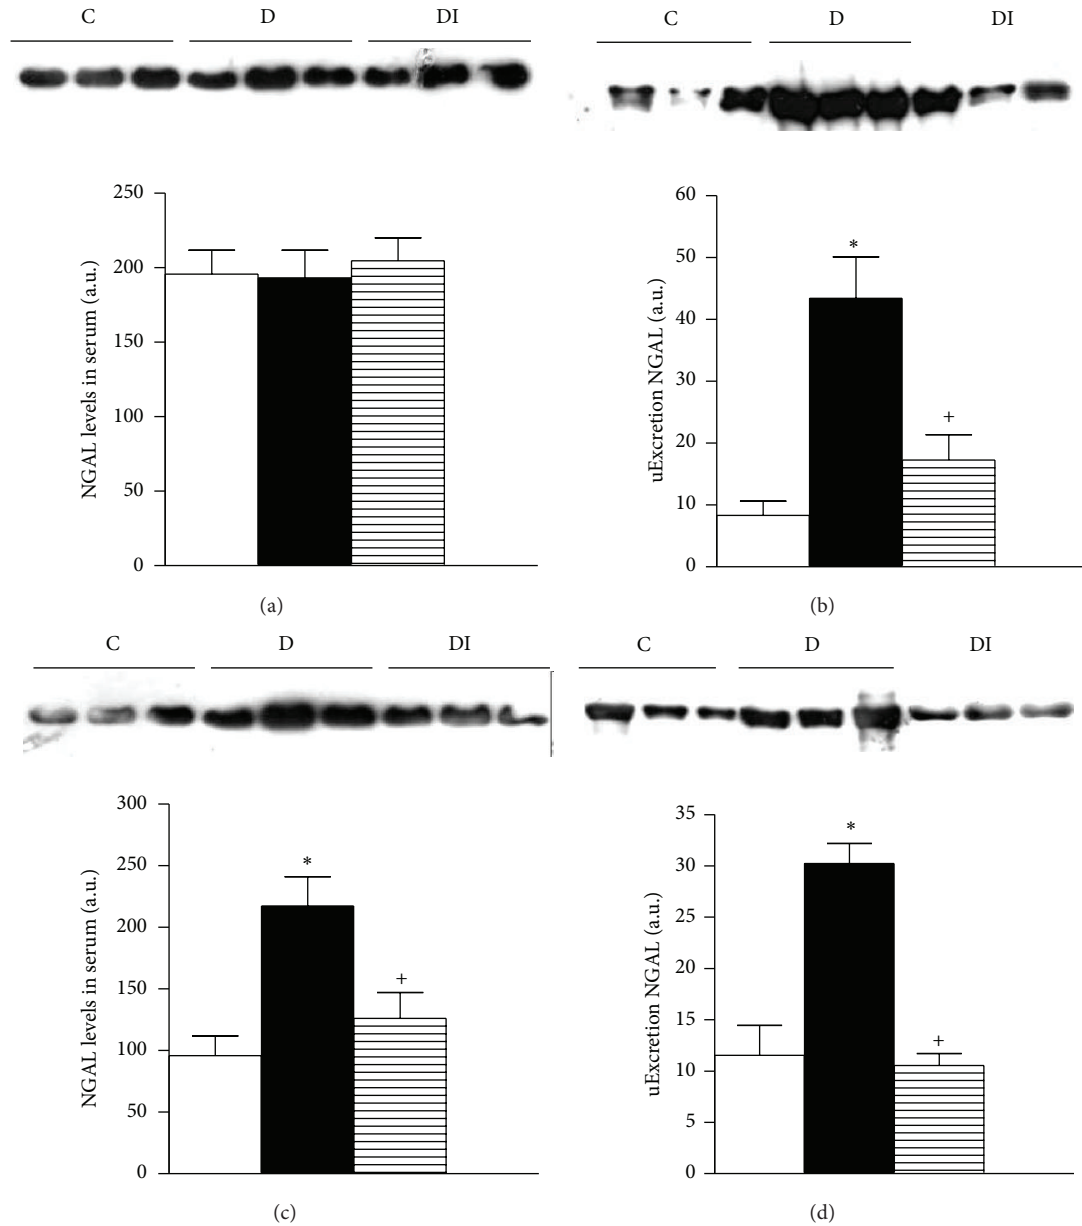 C D DI
250
200
150
100
50
0
NGAL levels in serum (a.u.)
(a)
C D DI
60
50
40
30
20
10
0
uExcretion NGAL (a.u.)
*
+
(b)
C D DI
300
250
200
150
100
50
0
NGAL levels in serum (a.u.)
*
+
(c)
C D DI
35
30
25
20
15
10
5
0
uExcretion NGAL (a.u.)
*
+
(d)